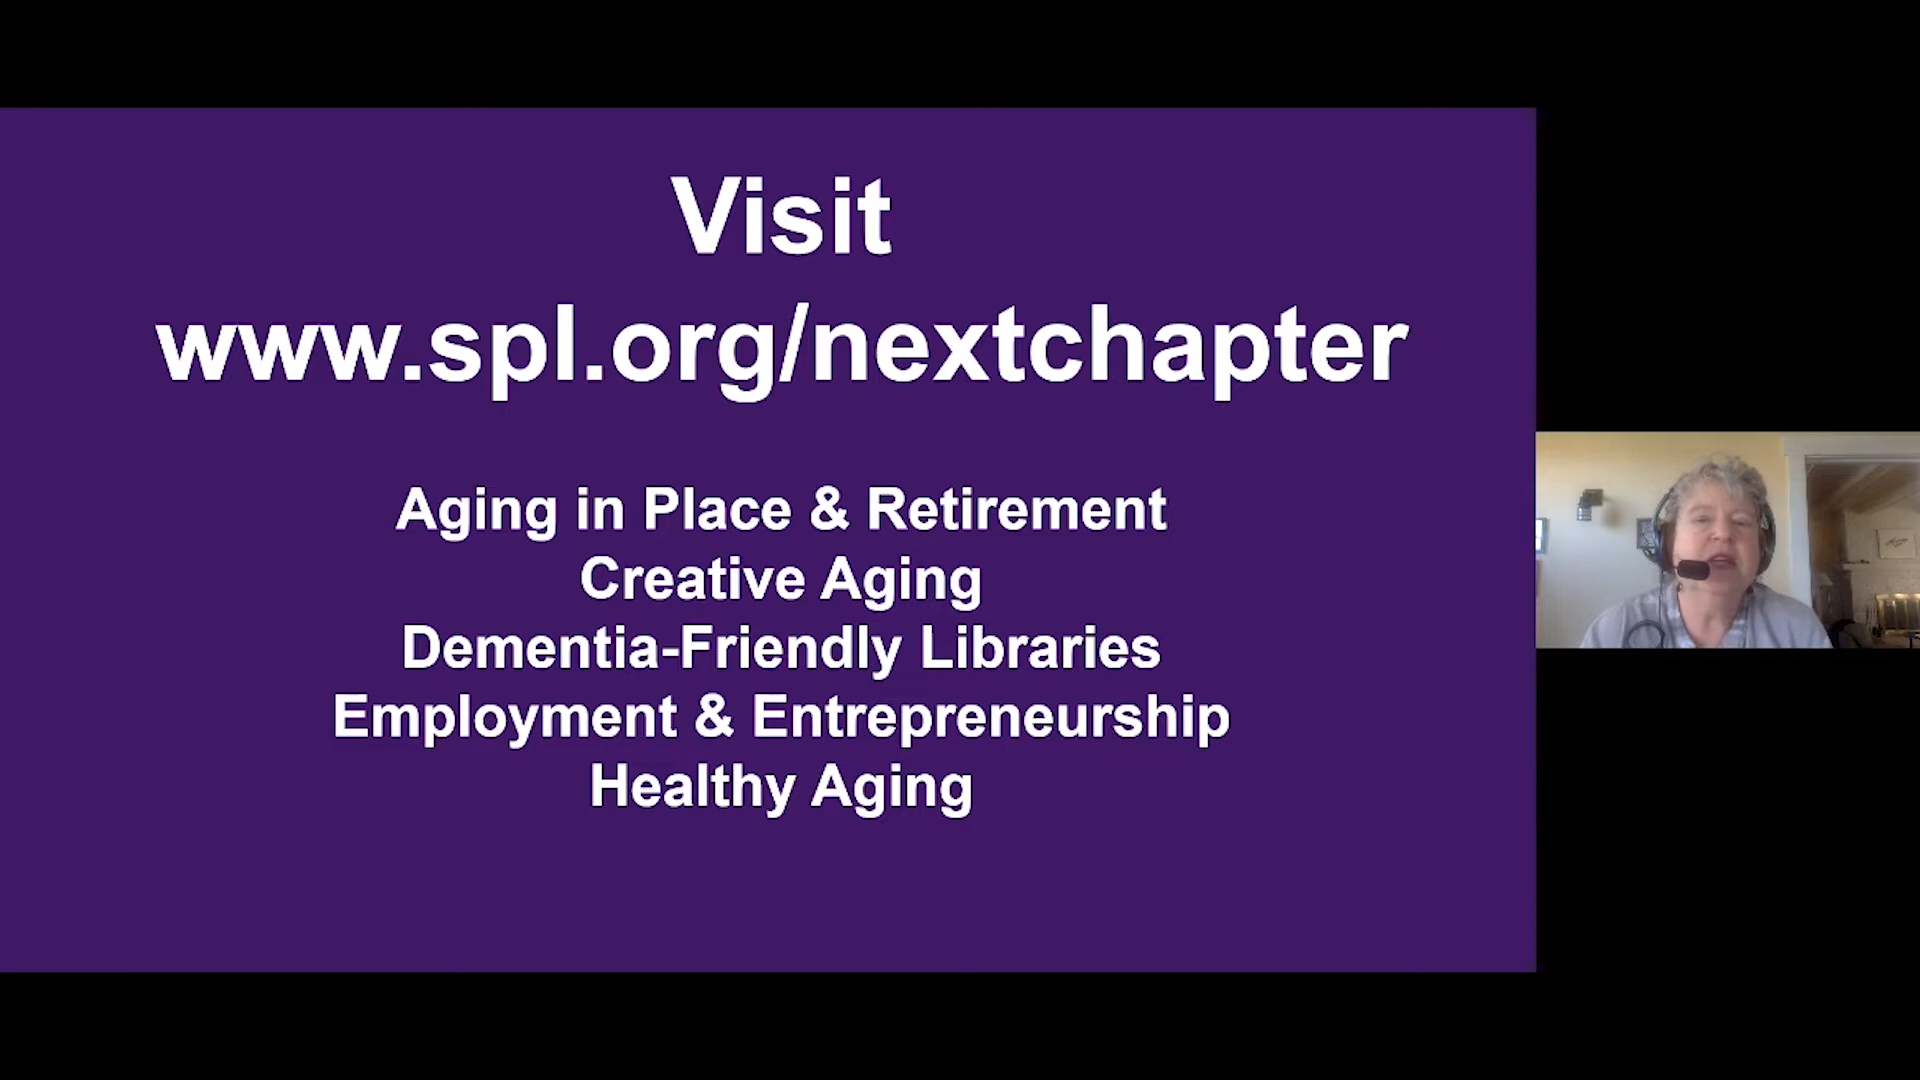 Visit
www.spl.org/nextchapter
Aging in Place & Retirement
Creative Aging
Dementia-Friendly Libraries
Employment & Entrepreneurship
Healthy Aging